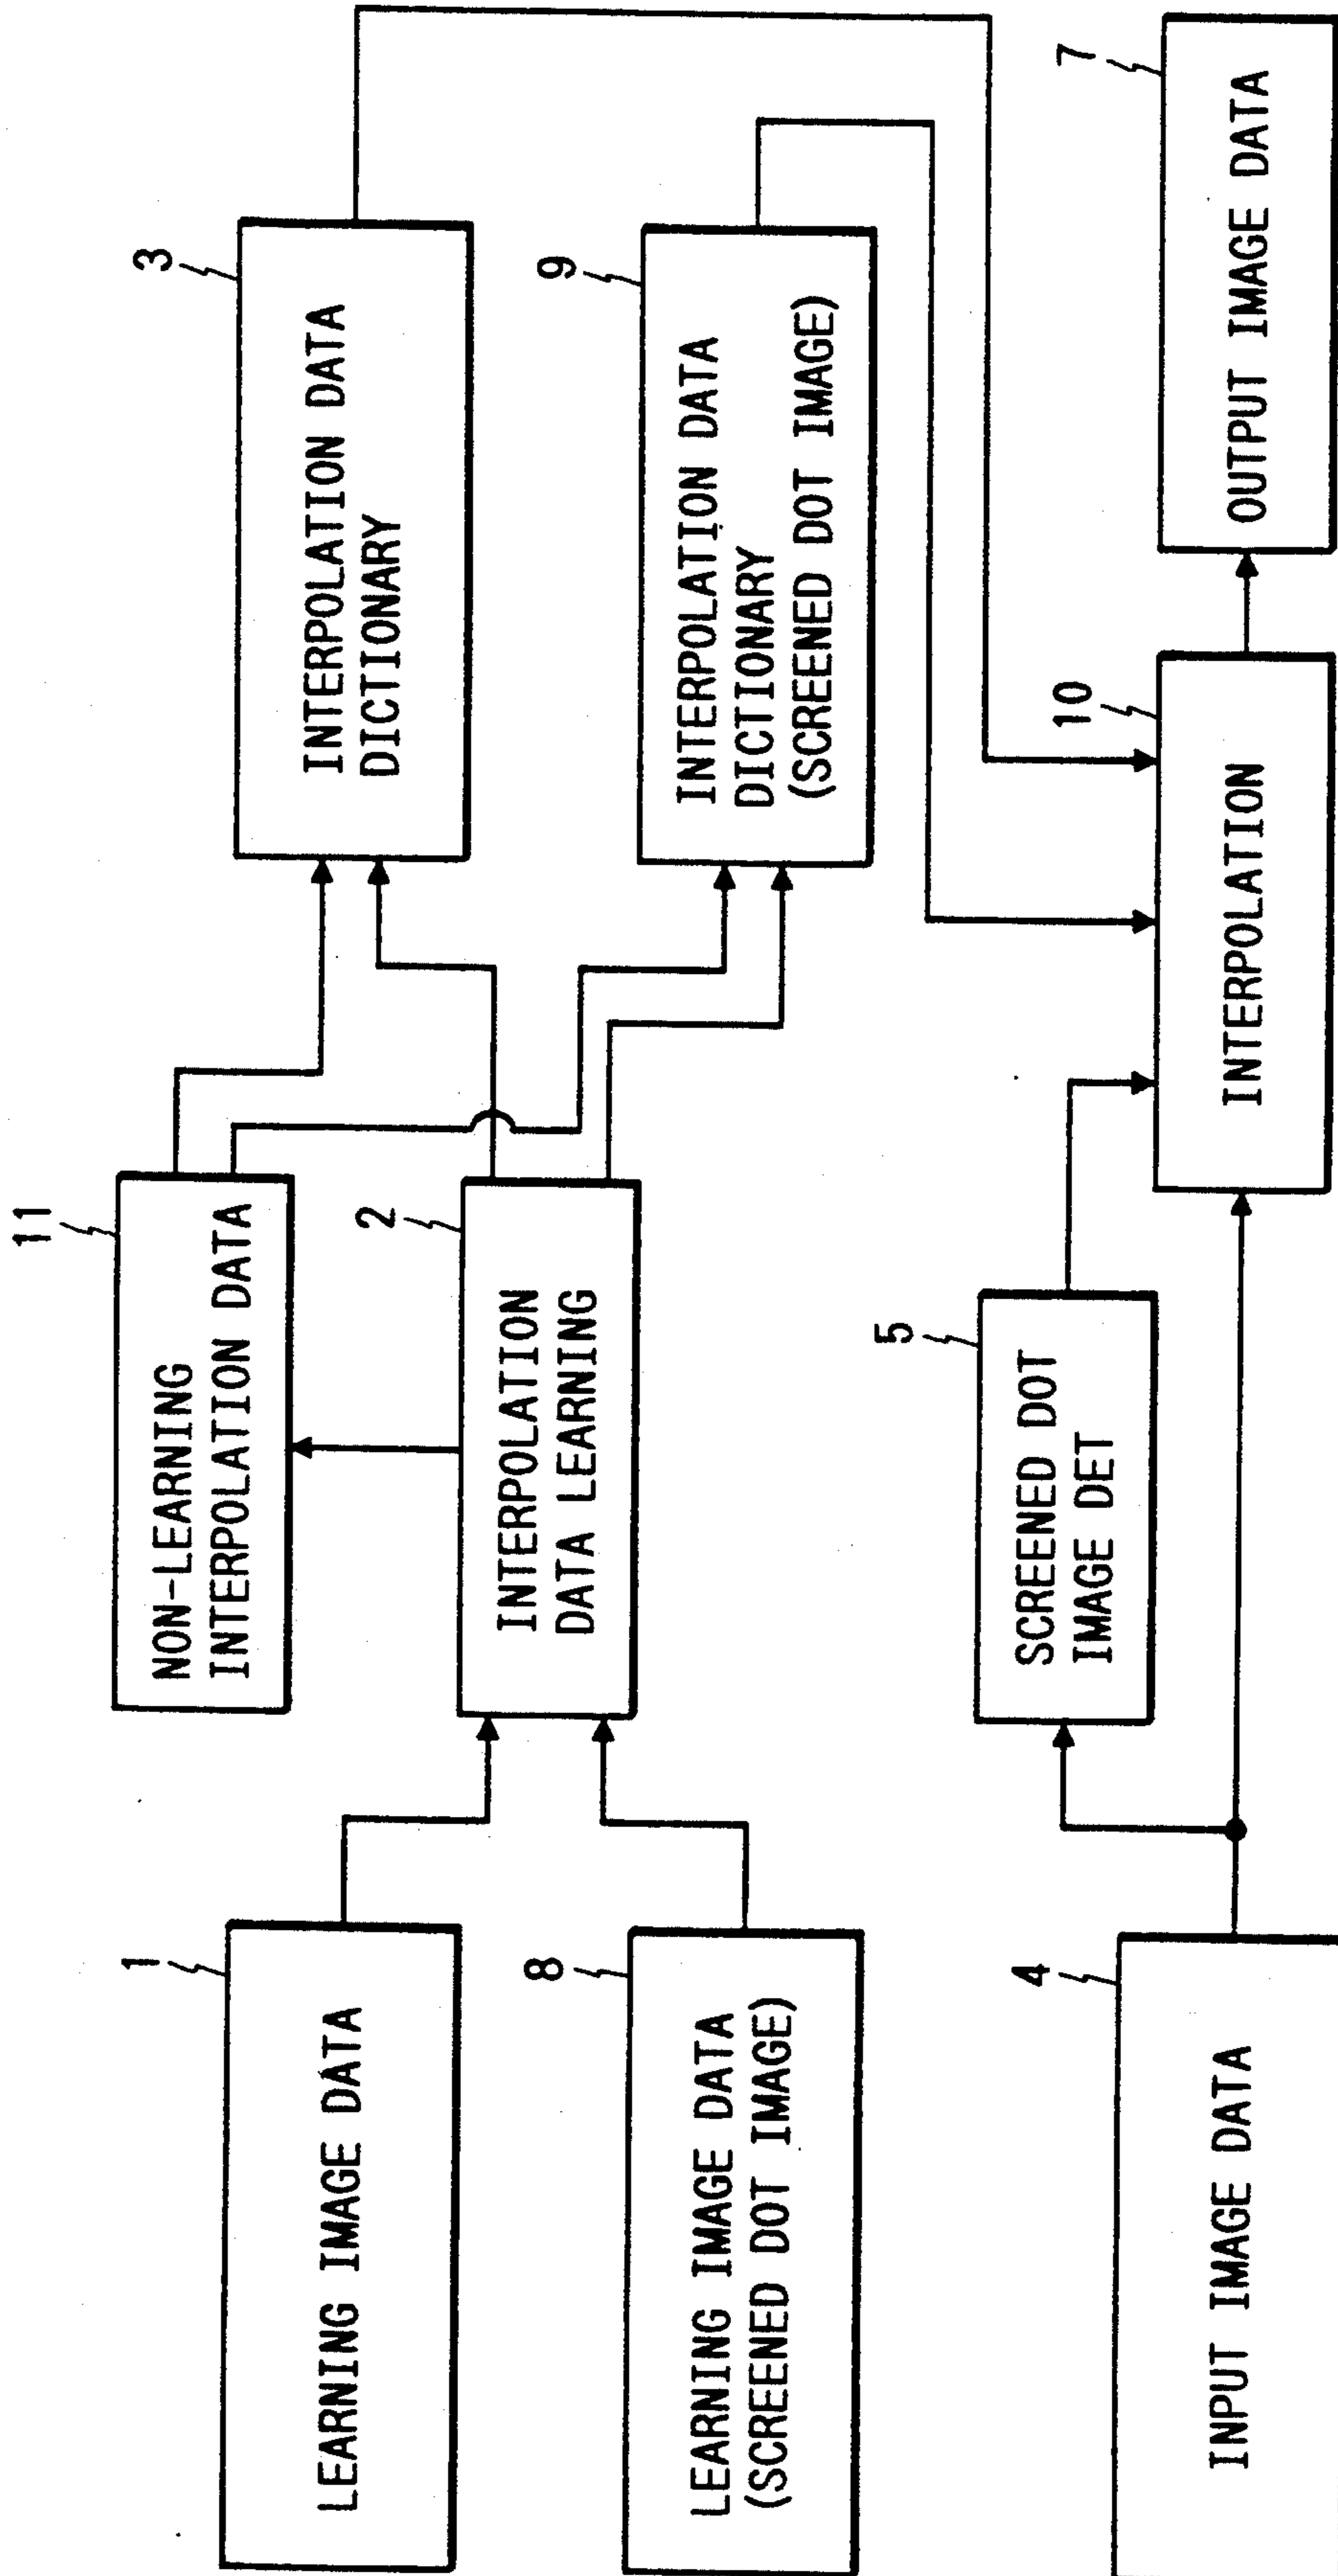 1
LEARNING IMAGE DATA
8
LEARNING IMAGE DATA
(SCREENED DOT IMAGE)
4
INPUT IMAGE DATA
11
NON-LEARNING
INTERPOLATION DATA
2
INTERPOLATION
DATA LEARNING
5
SCREENED DOT
IMAGE DET
3
INTERPOLATION DATA
DICTIONARY
9
INTERPOLATION DATA
DICTIONARY
(SCREENED DOT IMAGE)
10
INTERPOLATION
7
OUTPUT IMAGE DATA